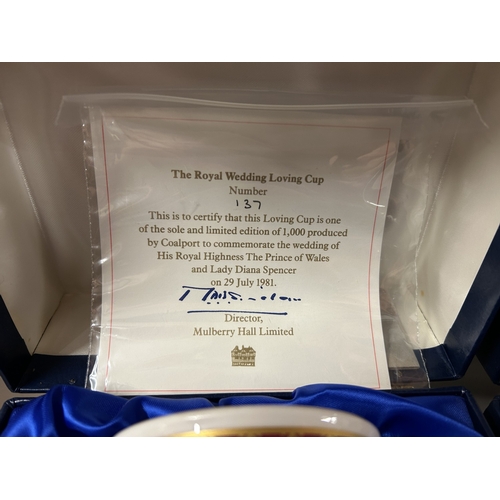 The Royal Wedding Loving Cup
Number
137
This is to certify that this Loving Cup is one
of the sole and limited edition of 1,000 produced
by Coalport to commemorate the wedding of
His Royal Highness The Prince of Wales
and Lady Diana Spencer
on 29 July 1981.
Director,
Mulberry Hall Limited